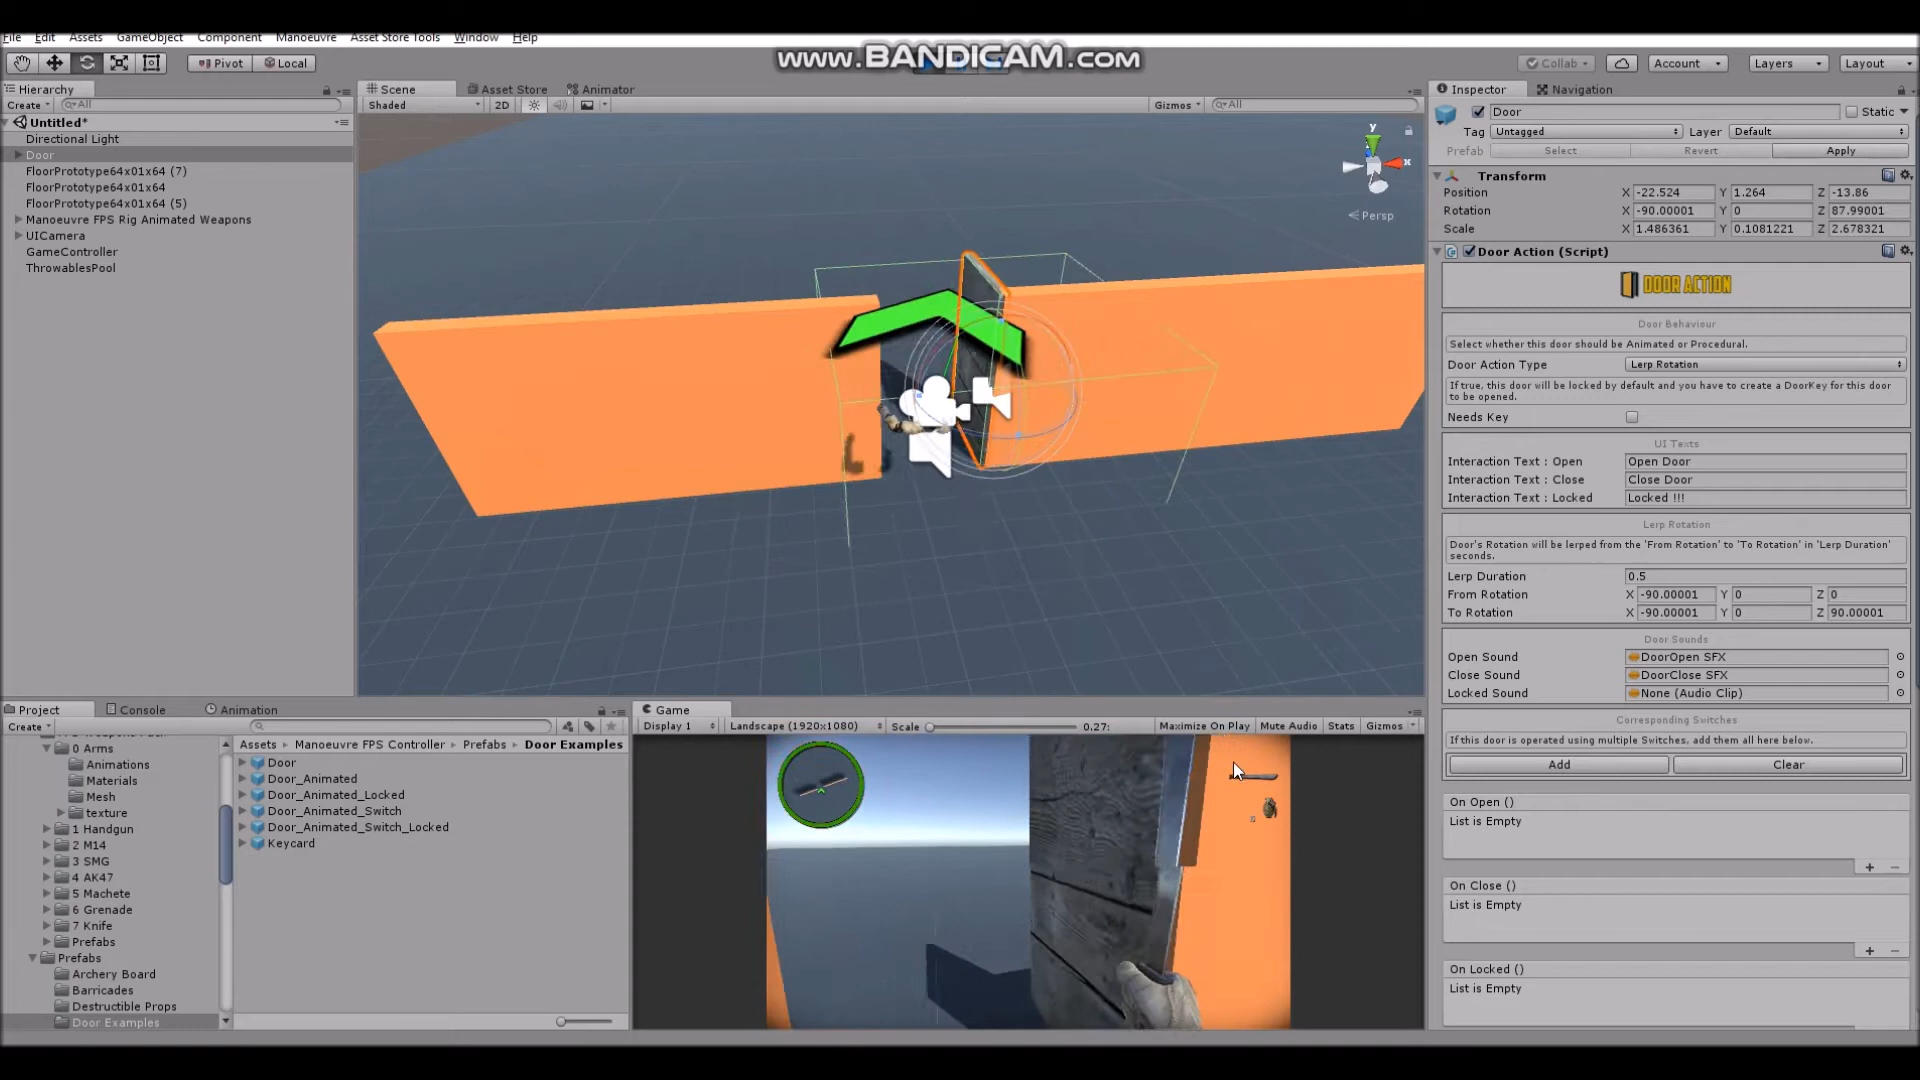 File Edit Assets GameObject Component Manoeuvre Asset Store Tools Window Help
www.BANDICAM.com
Pivot Local Collab Account Layers Layout
Hierarchy
Create All
Untitled*
Directional Light
Door
FloorPrototype64x01x64 (7)
FloorPrototype64x01x64
FloorPrototype64x01x64 (5)
Manoeuvre FPS Rig Animated Weapons
UICamera
GameController
ThrowablesPool
Scene Asset Store Animator
Shaded 2D Gizmos All
y
x
Persp
Inspector Navigation
Door Static
Tag Untagged Layer Default
Prefab Select Revert Apply
Transform
Position X -22.524 Y 1.264 Z -13.86
Rotation X -90.00001 Y 0 Z 87.99001
Scale X 1.486361 Y 0.1081221 Z 2.678321
Door Action (Script)
DOOR ACTION
Door Behaviour
Select whether this door should be Animated or Procedural.
Door Action Type Lerp Rotation
If true, this door will be locked by default and you have to create a DoorKey for this door
to be opened.
Needs Key
UI Texts
Interaction Text : Open Open Door
Interaction Text : Close Close Door
Interaction Text : Locked Locked !!!
Lerp Rotation
Door's Rotation will be lerped from the 'From Rotation' to 'To Rotation' in 'Lerp Duration'
seconds.
Lerp Duration 0.5
From Rotation X -90.00001 Y 0 Z 0
To Rotation X -90.00001 Y 0 Z 90.00001
Door Sounds
Open Sound DoorOpen SFX
Close Sound DoorClose SFX
Locked Sound None (Audio Clip)
Corresponding Switches
If this door is operated using multiple Switches, add them all here below.
Add Clear
On Open ()
List is Empty
+ −
On Close ()
List is Empty
+ −
On Locked ()
List is Empty
Project Console Animation
Create
0 Arms
Animations
Materials
Mesh
texture
1 Handgun
2 M14
3 SMG
4 AK47
5 Machete
6 Grenade
7 Knife
Prefabs
Prefabs
Archery Board
Barricades
Destructible Props
Door Examples
Assets Manoeuvre FPS Controller Prefabs Door Examples
Door
Door_Animated
Door_Animated_Locked
Door_Animated_Switch
Door_Animated_Switch_Locked
Keycard
Game
Display 1 Landscape (1920x1080) Scale 0.27: Maximize On Play Mute Audio Stats Gizmos